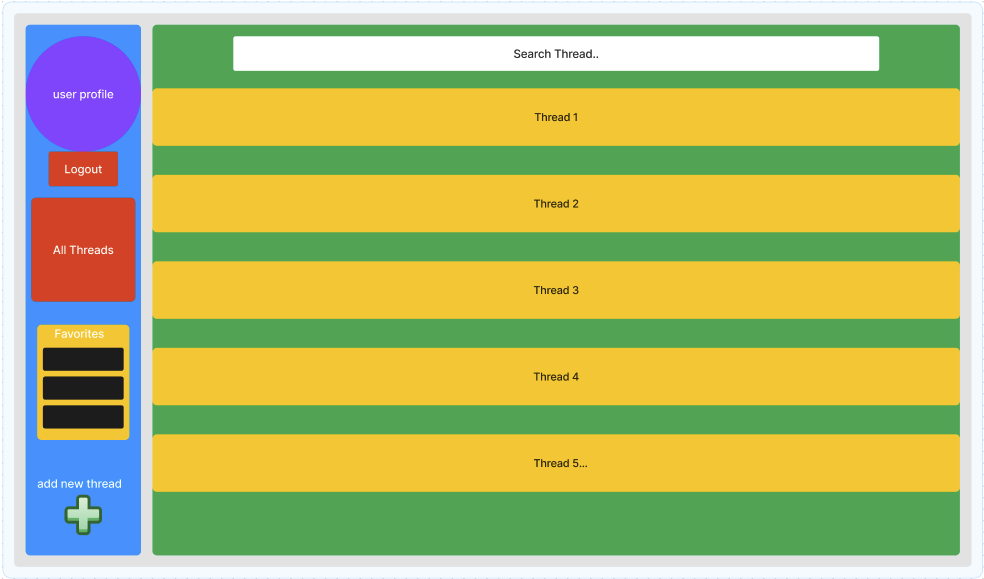 user profile
Logout
All Threads
Favorites
add new thread
Search Thread..
Thread 1
Thread 2
Thread 3
Thread 4
Thread 5...